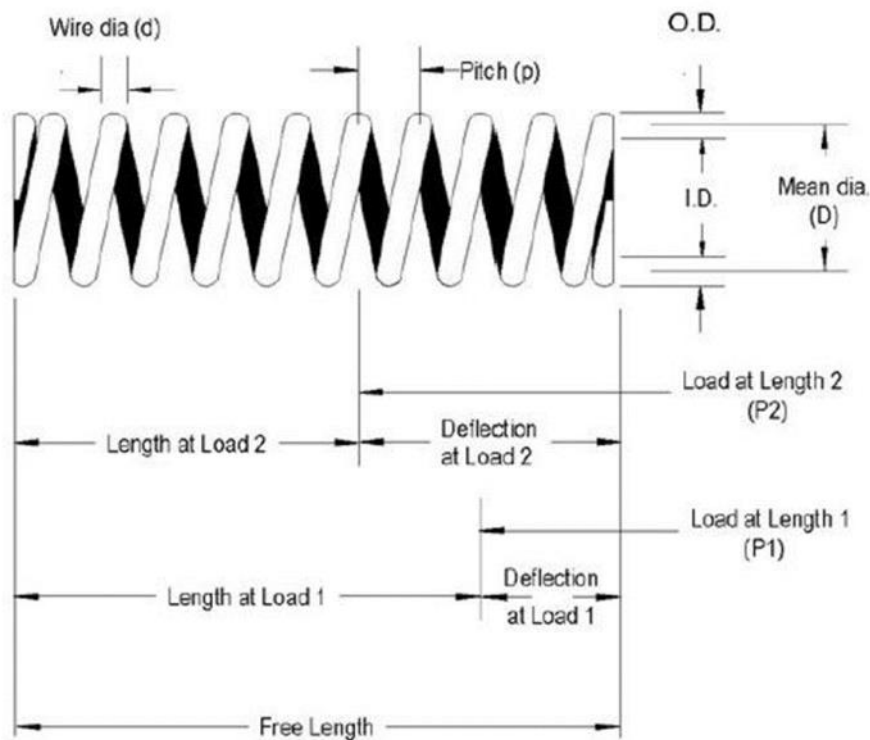 Wire dia (d)
O.D.
Pitch (p)
Mean dia.
(D)
I.D.
Load at Length 2
(P2)
Length at Load 2
Deflection
at Load 2
Load at Length 1
(P1)
Length at Load 1
Deflection
at Load 1
Free Length